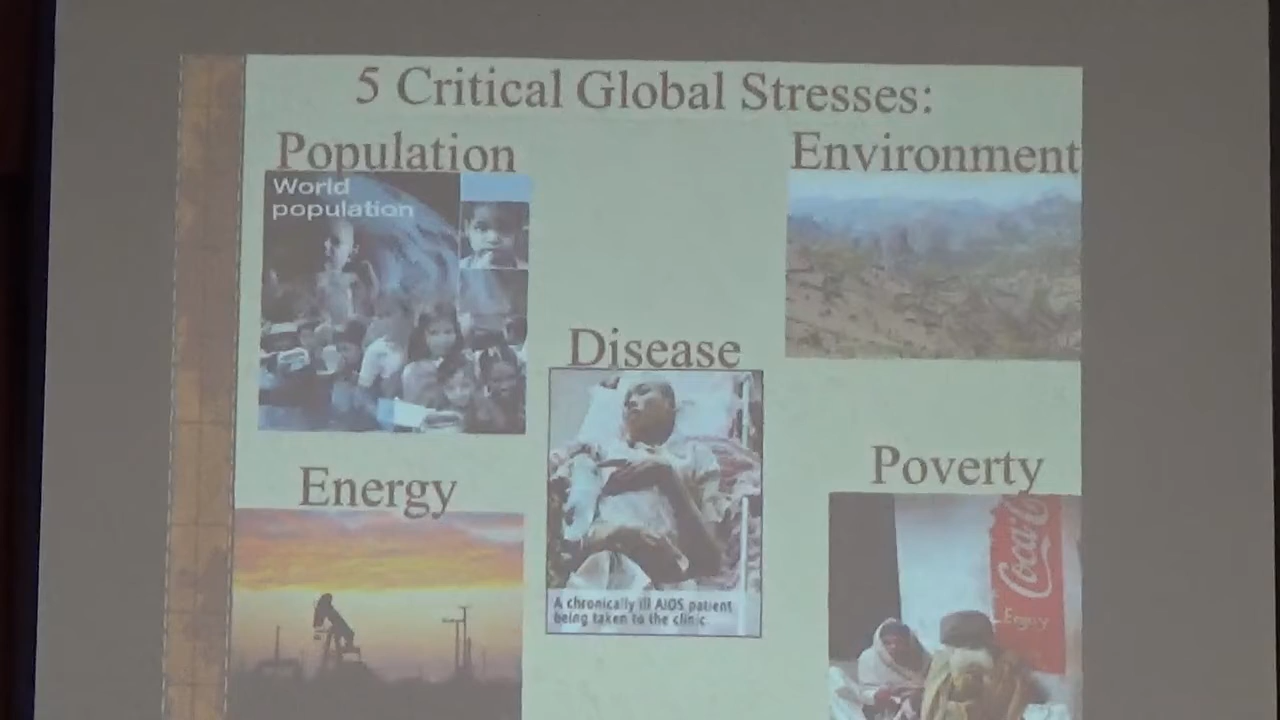 5 Critical Global Stresses:
Population
Environment
World
population
Disease
Energy
Poverty
A chronically ill AIDS patient
being taken to the clinic
Coca-C
Enjoy